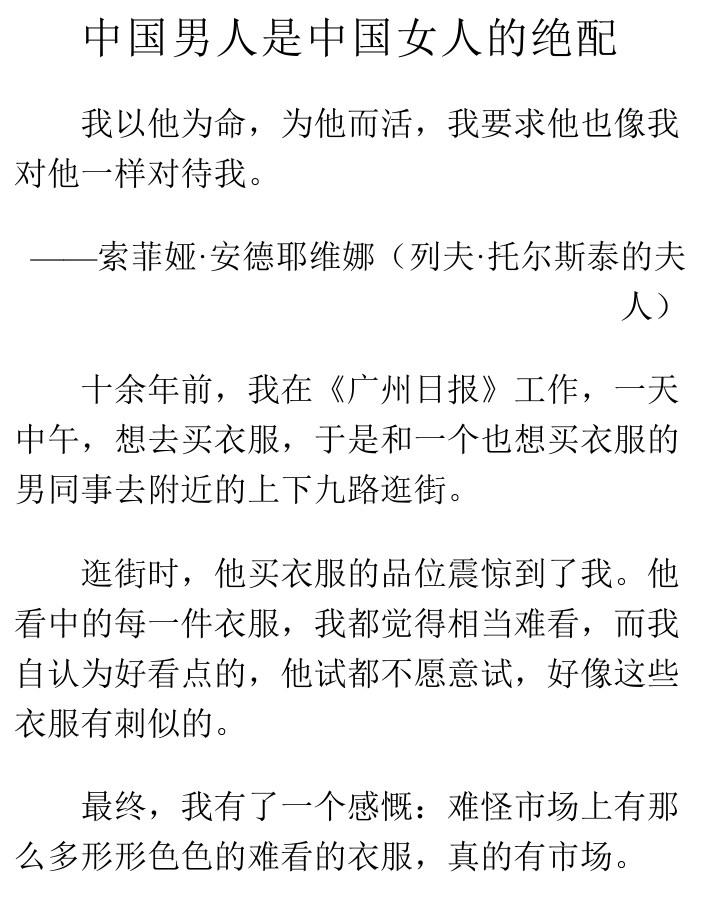 中国男人是中国女人的绝配
我以他为命，为他而活，我要求他也像我
对他一样对待我。
——索菲娅·安德耶维娜（列夫·托尔斯泰的夫
人）
十余年前，我在《广州日报》工作，一天
中午，想去买衣服，于是和一个也想买衣服的
男同事去附近的上下九路逛街。
逛街时，他买衣服的品位震惊到了我。他
看中的每一件衣服，我都觉得相当难看，而我
自认为好看点的，他试都不愿意试，好像这些
衣服有刺似的。
最终，我有了一个感慨：难怪市场上有那
么多形形色色的难看的衣服，真的有市场。